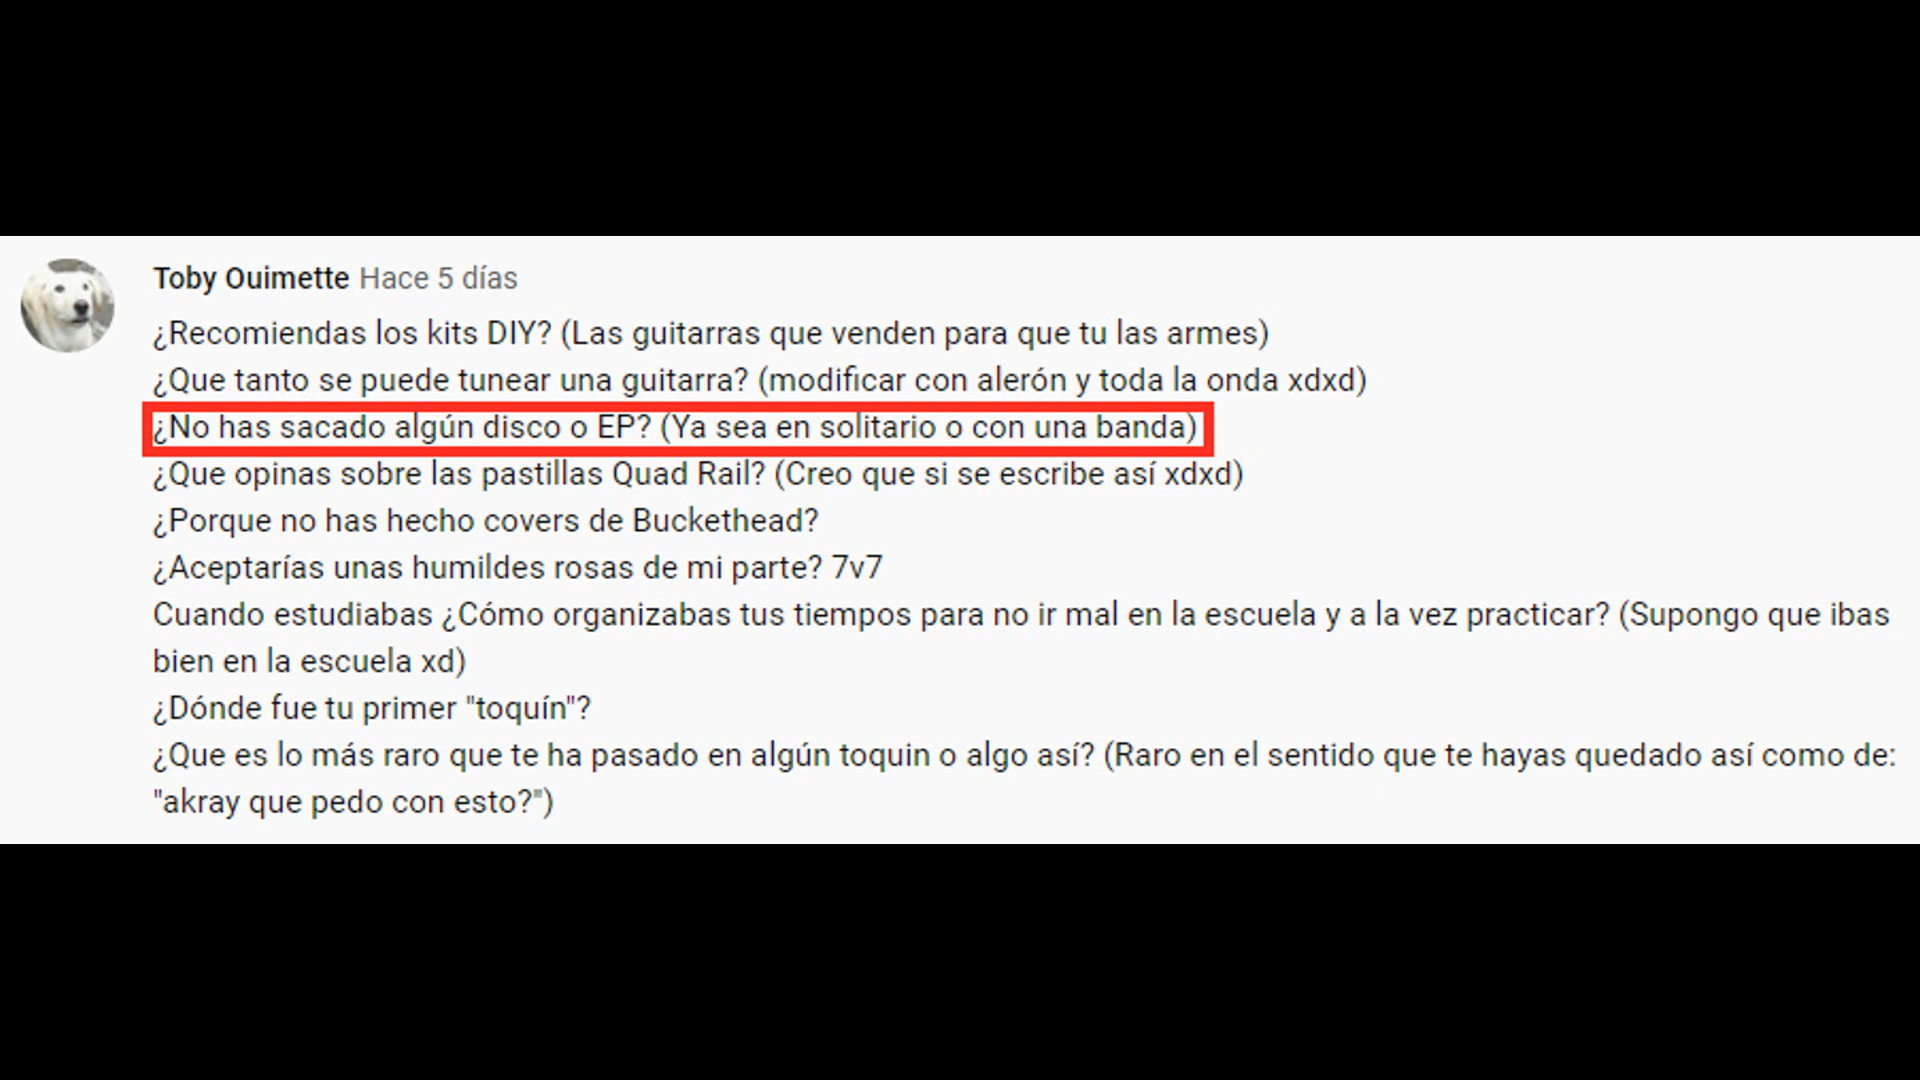 Toby Ouimette Hace 5 días
¿Recomiendas los kits DIY? (Las guitarras que venden para que tu las armes)
¿Que tanto se puede tunear una guitarra? (modificar con alerón y toda la onda xdxd)
¿No has sacado algún disco o EP? (Ya sea en solitario o con una banda)
¿Que opinas sobre las pastillas Quad Rail? (Creo que si se escribe así xdxd)
¿Porque no has hecho covers de Buckethead?
¿Aceptarías unas humildes rosas de mi parte? 7v7
Cuando estudiabas ¿Cómo organizabas tus tiempos para no ir mal en la escuela y a la vez practicar? (Supongo que ibas
bien en la escuela xd)
¿Dónde fue tu primer "toquín"?
¿Que es lo más raro que te ha pasado en algún toquin o algo así? (Raro en el sentido que te hayas quedado así como de:
"akray que pedo con esto?")